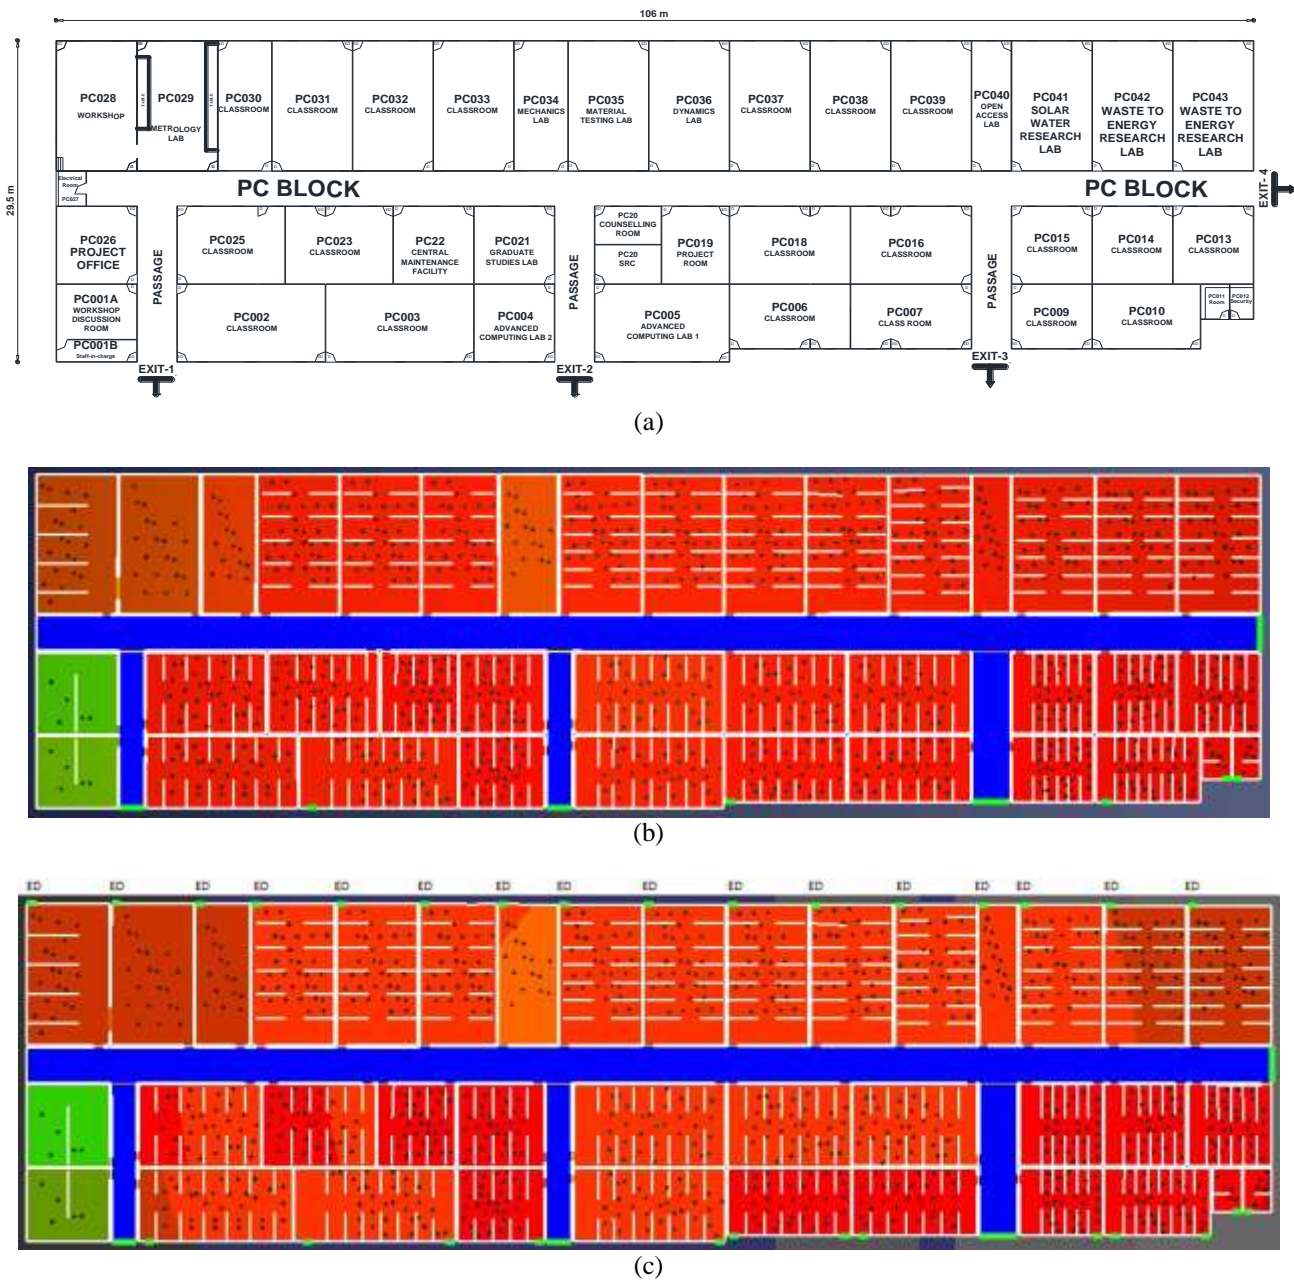 106 m
29.5 m
PC028
WORKSHOP
TABLE
PC029
METROLOGY
LAB
TABLE
PC030
CLASSROOM
PC031
CLASSROOM
PC032
CLASSROOM
PC033
CLASSROOM
PC034
MECHANICS
LAB
PC035
MATERIAL
TESTING LAB
PC036
DYNAMICS
LAB
PC037
CLASSROOM
PC038
CLASSROOM
PC039
CLASSROOM
PC040
OPEN
ACCESS
LAB
PC041
SOLAR
WATER
RESEARCH
LAB
PC042
WASTE TO
ENERGY
RESEARCH
LAB
PC043
WASTE TO
ENERGY
RESEARCH
LAB
Electrical
Room
PC027
PC BLOCK
PC BLOCK
EXIT- 4
PC026
PROJECT
OFFICE
PASSAGE
PC025
CLASSROOM
PC023
CLASSROOM
PC22
CENTRAL
MAINTENANCE
FACILITY
PC021
GRADUATE
STUDIES LAB
PASSAGE
PC20
COUNSELLING
ROOM
PC20
SRC
PC019
PROJECT
ROOM
PC018
CLASSROOM
PC016
CLASSROOM
PASSAGE
PC015
CLASSROOM
PC014
CLASSROOM
PC013
CLASSROOM
PC001A
WORKSHOP
DISCUSSION
ROOM
PC001B
Staff-in-charge
PC002
CLASSROOM
PC003
CLASSROOM
PC004
ADVANCED
COMPUTING LAB 2
PC005
ADVANCED
COMPUTING LAB 1
PC006
CLASSROOM
PC007
CLASS ROOM
PC009
CLASSROOM
PC010
CLASSROOM
PC011
Room
PC012
Security
EXIT-1
EXIT-2
EXIT-3
(a)
(b)
ED ED ED ED ED ED ED ED ED ED ED ED ED ED ED
(c)